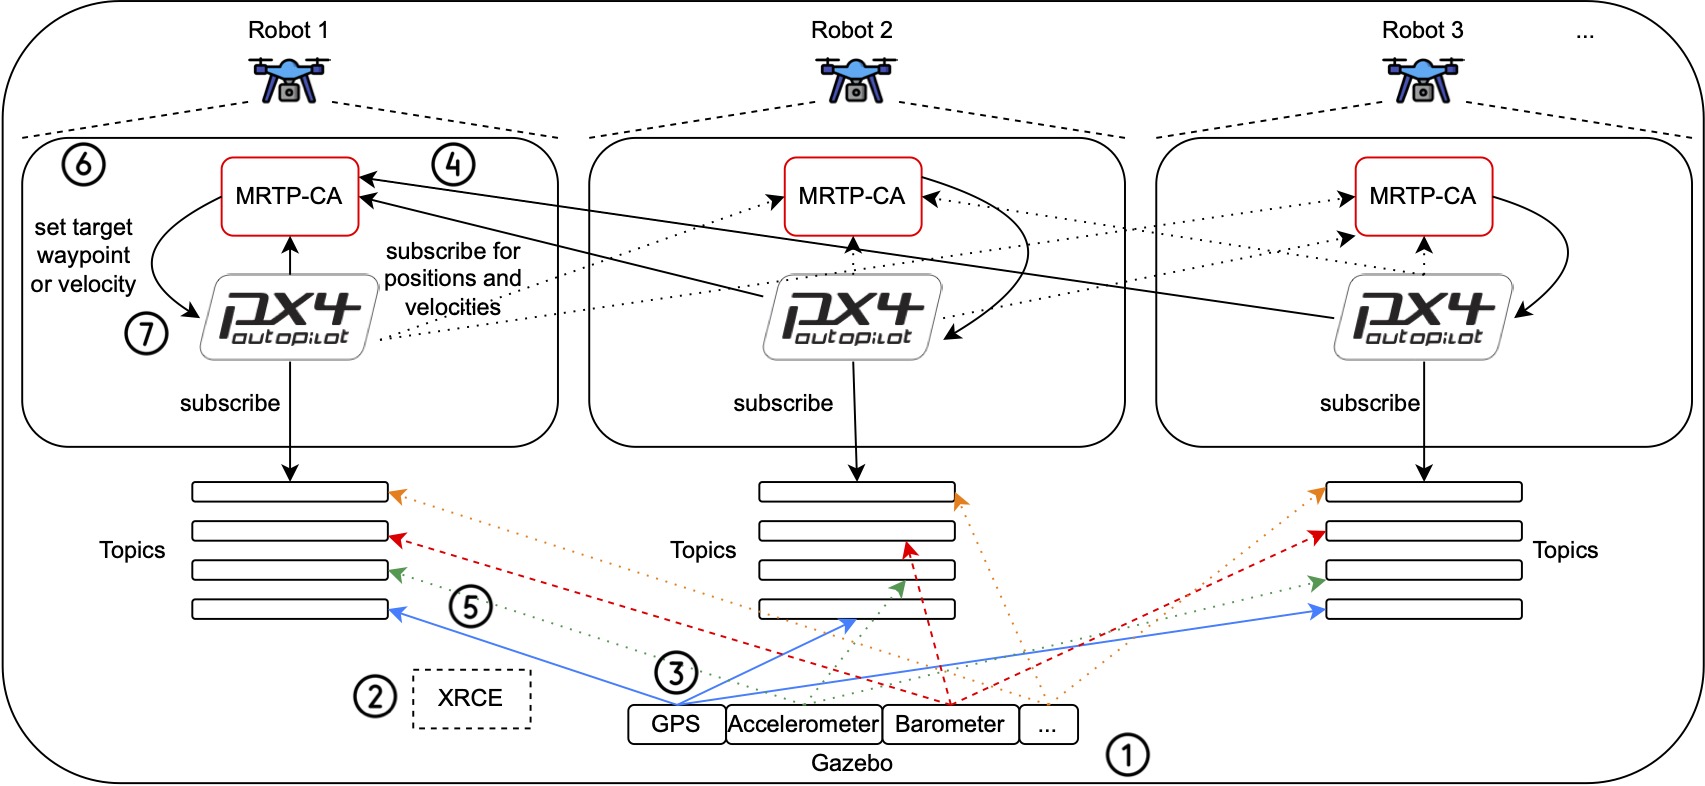 Robot 1
Robot 2
Robot 3
...
6
4
MRTP-CA
MRTP-CA
MRTP-CA
set target
waypoint
or velocity
subscribe for
positions and
velocities
7
px4
autopilot
px4
autopilot
px4
autopilot
subscribe
subscribe
subscribe
Topics
Topics
Topics
5
3
2
XRCE
GPS
Accelerometer
Barometer
...
Gazebo
1